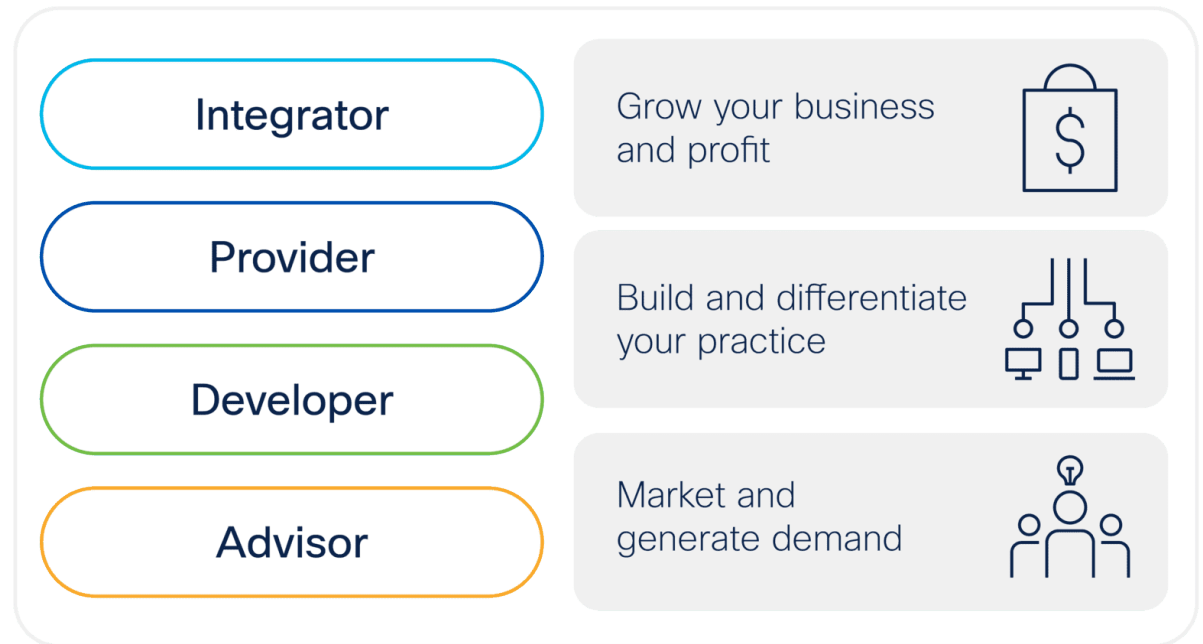 Integrator
Provider
Developer
Advisor
Grow your business
and profit
$
Build and differentiate
your practice
Market and
generate demand